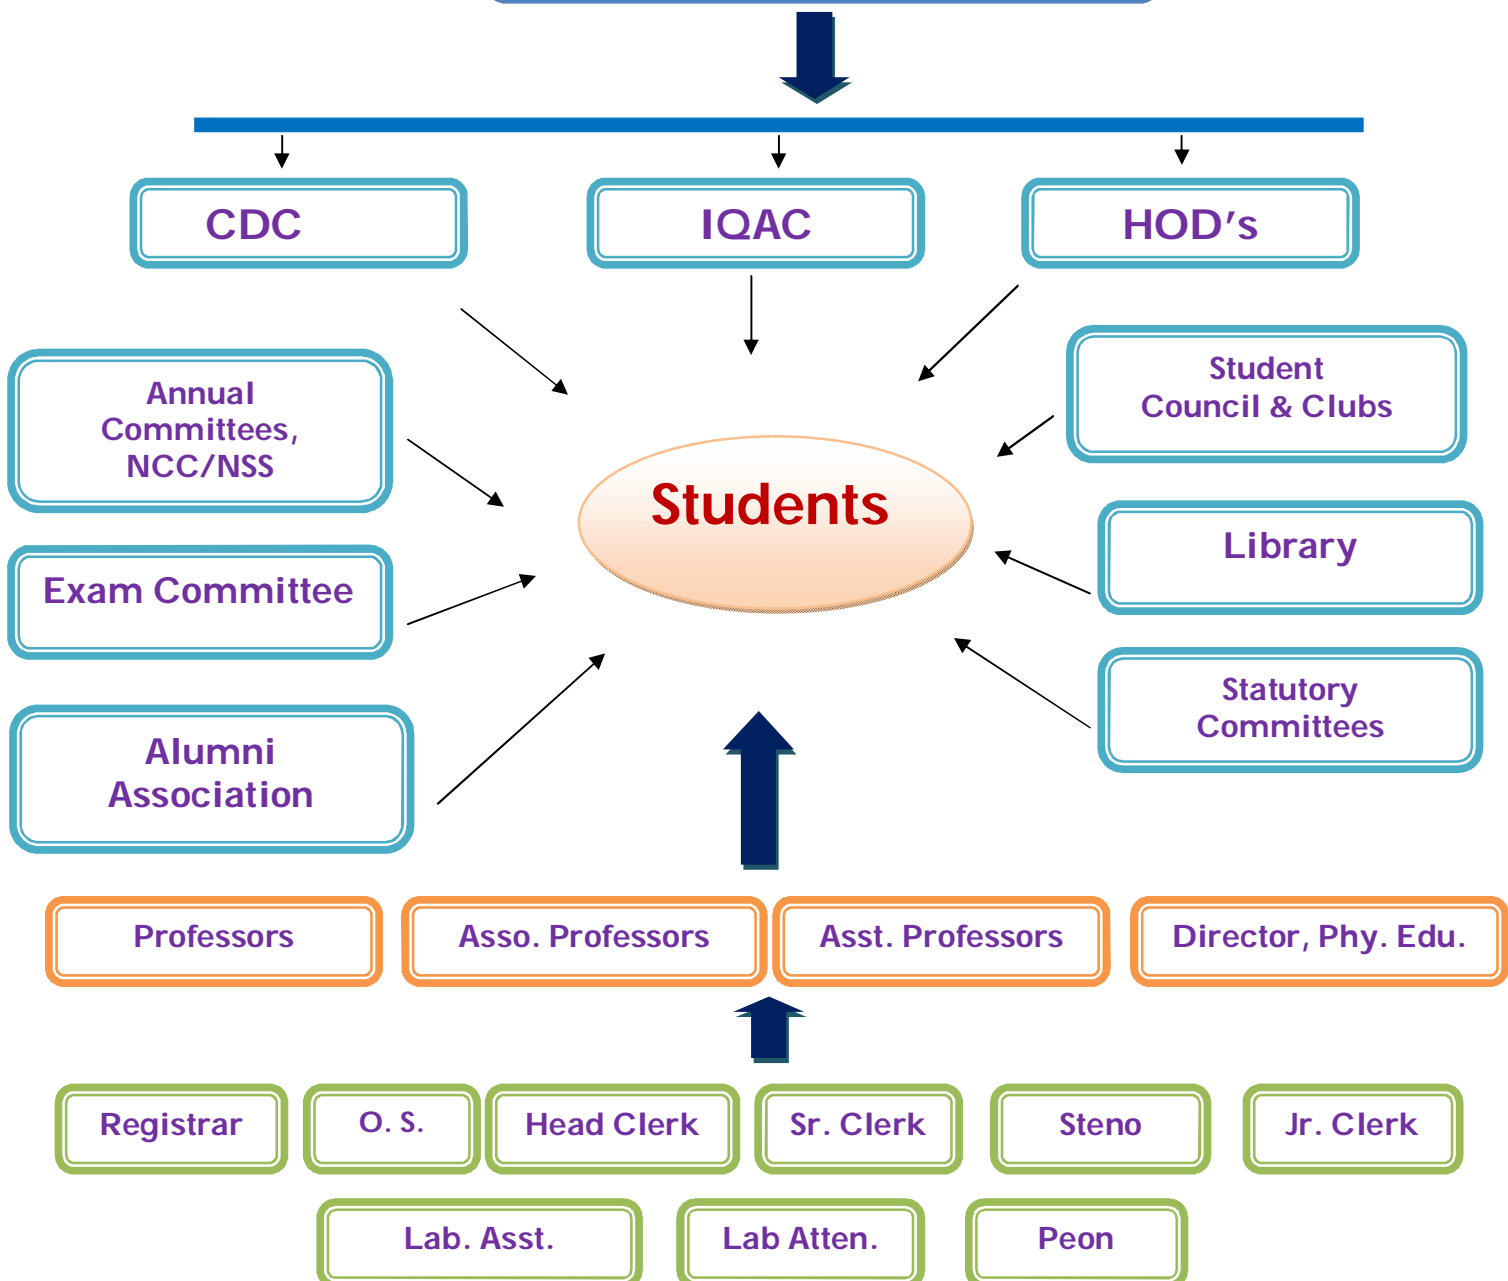 CDC
IQAC
HOD's
Annual
Committees,
NCC/NSS
Student
Council & Clubs
Students
Library
Exam Committee
Statutory
Committees
Alumni
Association
Professors
Asso. Professors
Asst. Professors
Director, Phy. Edu.
Registrar
O. S.
Head Clerk
Sr. Clerk
Steno
Jr. Clerk
Lab. Asst.
Lab Atten.
Peon